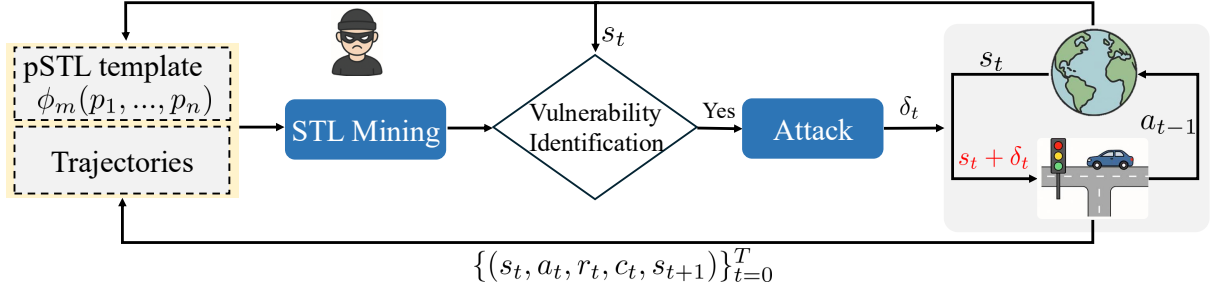 pSTL template
ϕ_m(p_1, ..., p_n)
Trajectories
STL Mining
s_t
Vulnerability
Identification
Yes
Attack
δ_t
s_t
s_t + δ_t
a_{t−1}
{(s_t, a_t, r_t, c_t, s_{t+1})}_{t=0}^T